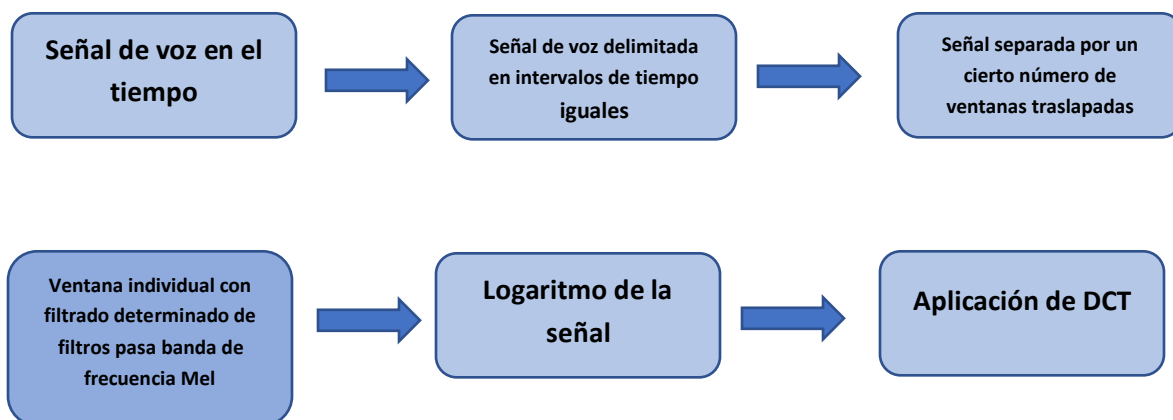 Señal de voz en el
tiempo
Señal de voz delimitada
en intervalos de tiempo
iguales
Señal separada por un
cierto número de
ventanas traslapadas
Ventana individual con
filtrado determinado de
filtros pasa banda de
frecuencia Mel
Logaritmo de la
señal
Aplicación de DCT